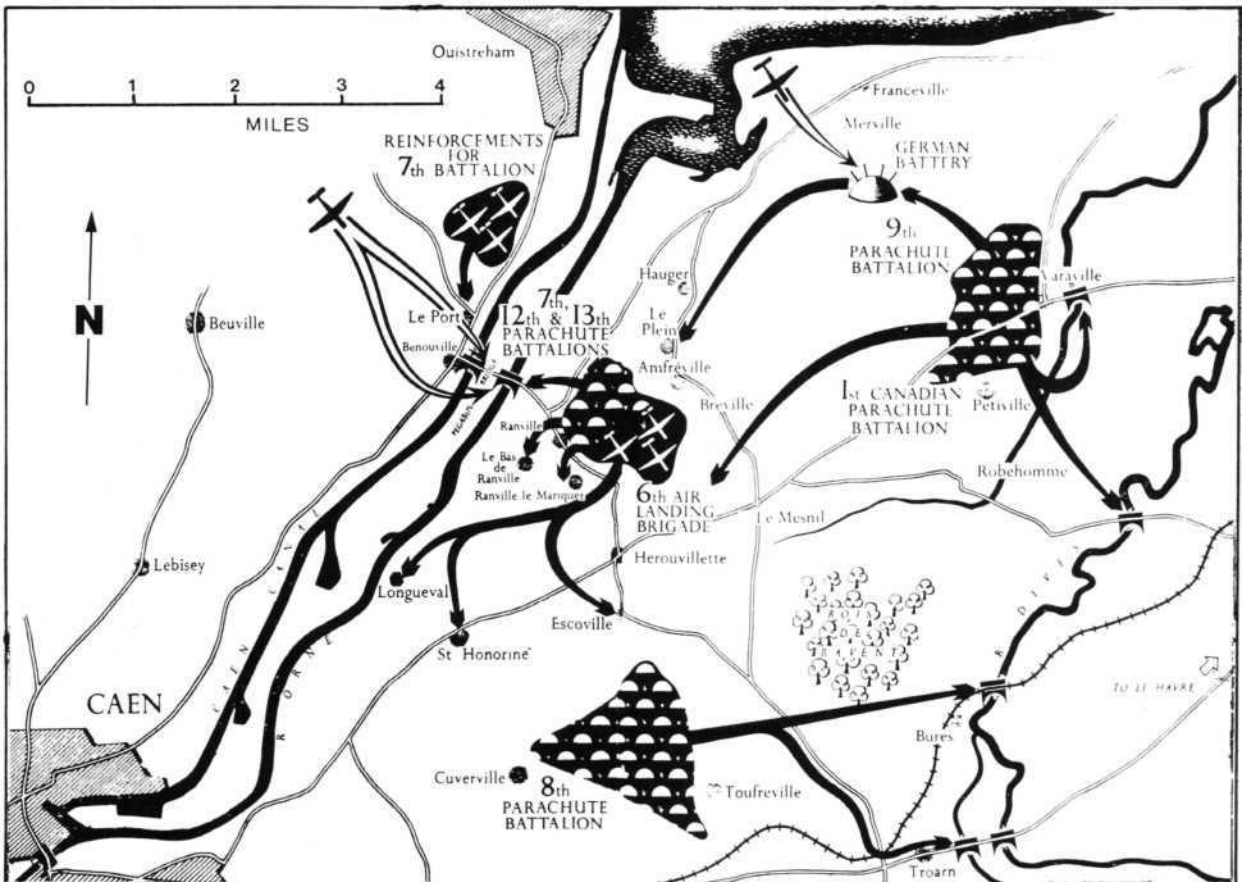 Ouistreham
0 1 2 3 4
MILES
Franceville
Merville
GERMAN
BATTERY
REINFORCEMENTS
FOR
7th BATTALION
9th
PARACHUTE
BATTALION
Varaville
Hauger
N
Beuville
Le Port
Benouville
7th,
12th & 13th
PARACHUTE
BATTALIONS
Le
Plein
Amfréville
Breville
1st CANADIAN
PARACHUTE
BATTALION
Petiville
PEGASUS
BRIDGE
Ranville
Le Bas
de
Ranville
Ranville le Mariquet
6th AIR
LANDING
BRIGADE
Robehomme
Le Mesnil
Herouvillette
Lebisey
Longueval
Escoville
St Honorine
CAEN CANAL
R ORNE
R DIVES
BOIS
DE
BAVENT
TO LE HAVRE
CAEN
Bures
Cuverville
8th
PARACHUTE
BATTALION
Toufreville
Troarn